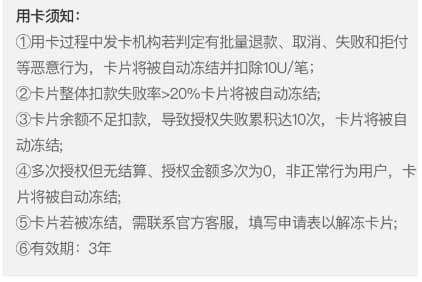 用卡须知：
①用卡过程中发卡机构若判定有批量退款、取消、失败和拒付
等恶意行为，卡片将被自动冻结并扣除10U/笔；
②卡片整体扣款失败率>20%卡片将被自动冻结；
③卡片余额不足扣款，导致授权失败累积达10次，卡片将被自
动冻结；
④多次授权但无结算、授权金额多次为0，非正常行为用户，卡
片将被自动冻结；
⑤卡片若被冻结，需联系官方客服，填写申请表以解冻卡片；
⑥有效期：3年